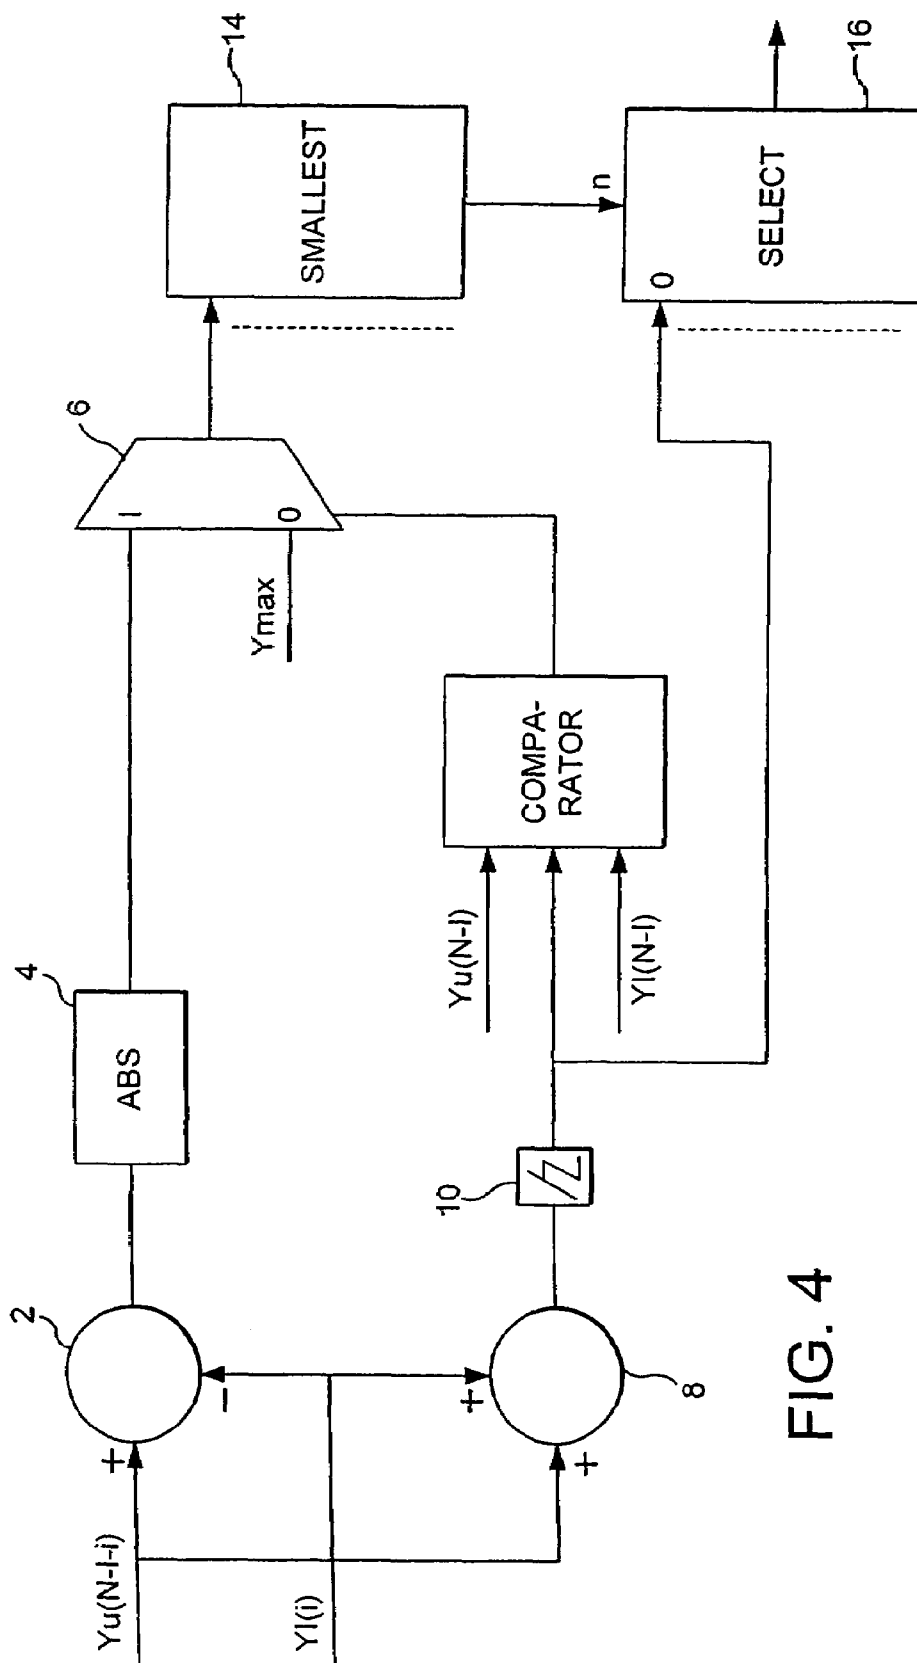 Yu(N-I-i)
Yl(i)
+
−
+
+
2
8
ABS
4
10
Yu(N-I)
Yl(N-I)
COMPA-
RATOR
Ymax
I
0
6
SMALLEST
14
n
0
SELECT
16
FIG. 4